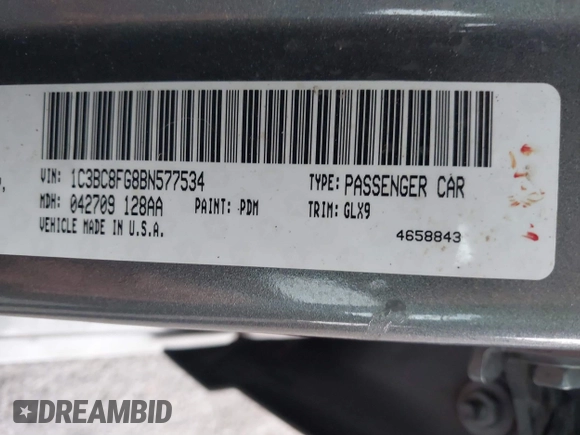 VIN: 1C3BC8FG8BN577534 TYPE: PASSENGER CAR
MDH: 042709 128AA PAINT: PDM TRIM: GLX9
VEHICLE MADE IN U.S.A.
4658843
DREAMBID